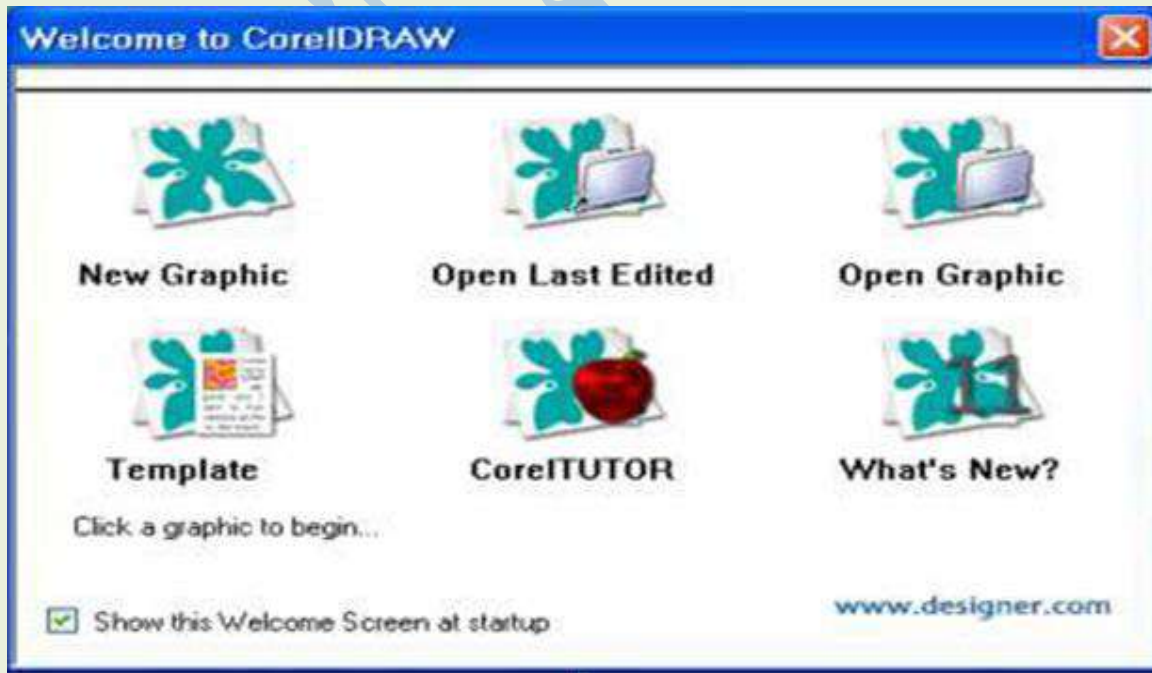 Welcome to CorelDRAW
New Graphic
Open Last Edited
Open Graphic
11
Template
CorelTUTOR
What's New?
Click a graphic to begin...
Show this Welcome Screen at startup
www.designer.com